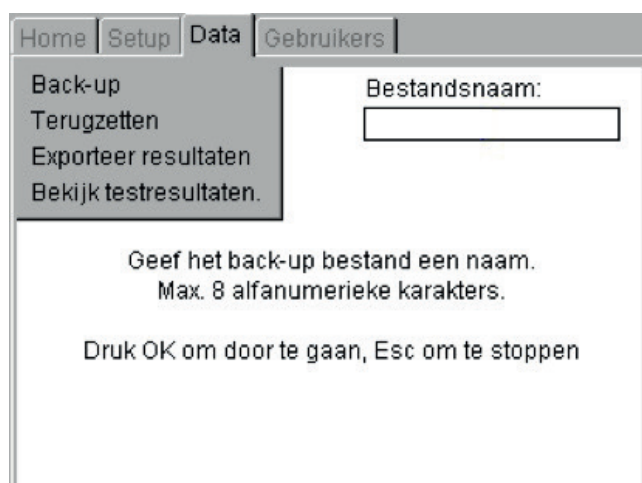 Home Setup Data Gebruikers
Back-up
Terugzetten
Exporteer resultaten
Bekijk testresultaten.
Bestandsnaam:
Geef het back-up bestand een naam.
Max. 8 alfanumerieke karakters.
Druk OK om door te gaan, Esc om te stoppen